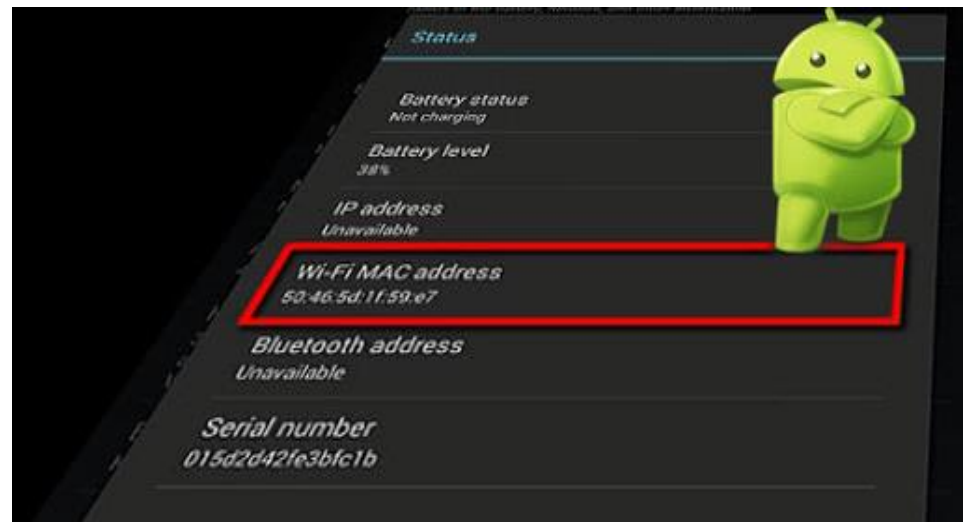 Status
Battery status
Not charging
Battery level
38%
IP address
Unavailable
Wi-Fi MAC address
50:46:5d:1f:59:e7
Bluetooth address
Unavailable
Serial number
015d2d42fe3bfc1b